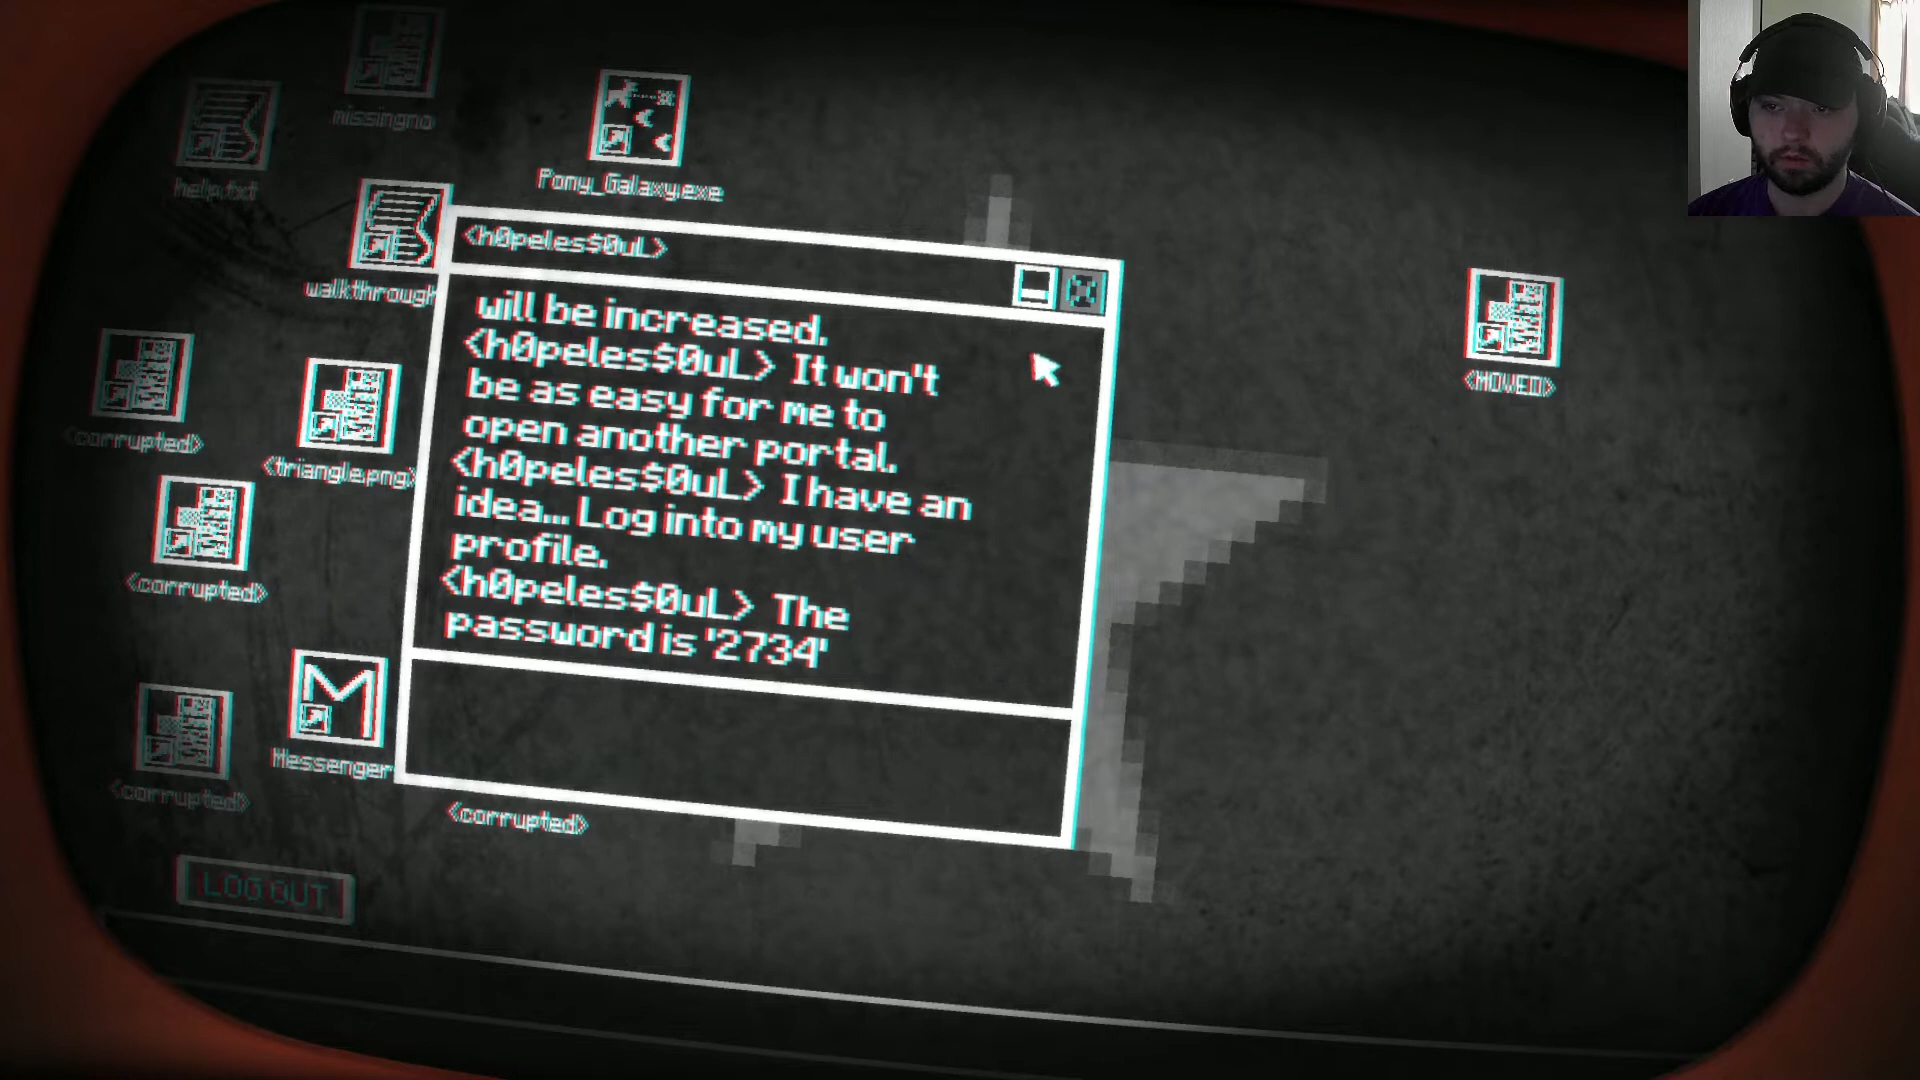 missingno
help.txt
Pony_Galaxy.exe
walkthrough
<h0peles$0uL>
will be increased.
<h0peles$0uL> It won't
be as easy for me to
open another portal.
<h0peles$0uL> I have an
idea... Log into my user
profile.
<h0peles$0uL> The
password is '2734'
<MOVED>
<corrupted>
<triangle.png>
<corrupted>
Messenger
<corrupted>
<corrupted>
LOG OUT